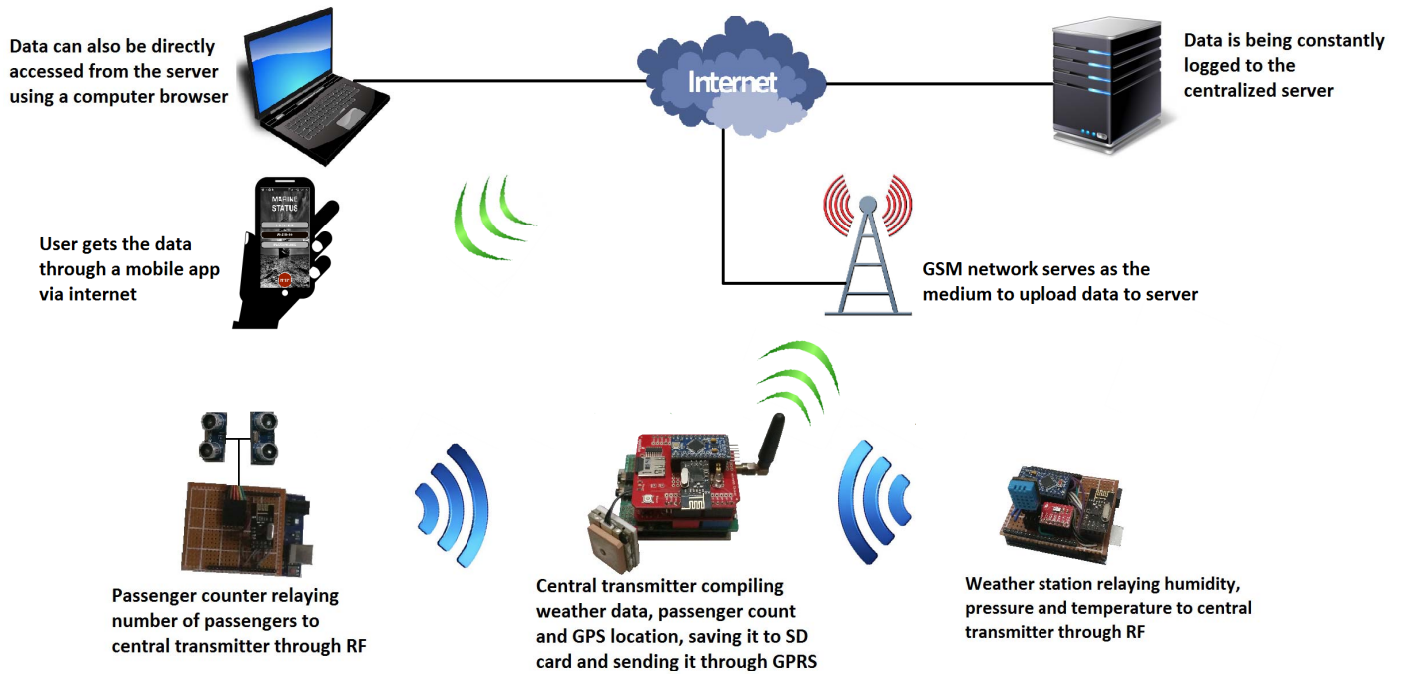 Data can also be directly
accessed from the server
using a computer browser
Internet
Data is being constantly
logged to the
centralized server
MARINE
STATUS
User gets the data
through a mobile app
via internet
GSM network serves as the
medium to upload data to server
Passenger counter relaying
number of passengers to
central transmitter through RF
Central transmitter compiling
weather data, passenger count
and GPS location, saving it to SD
card and sending it through GPRS
Weather station relaying humidity,
pressure and temperature to central
transmitter through RF